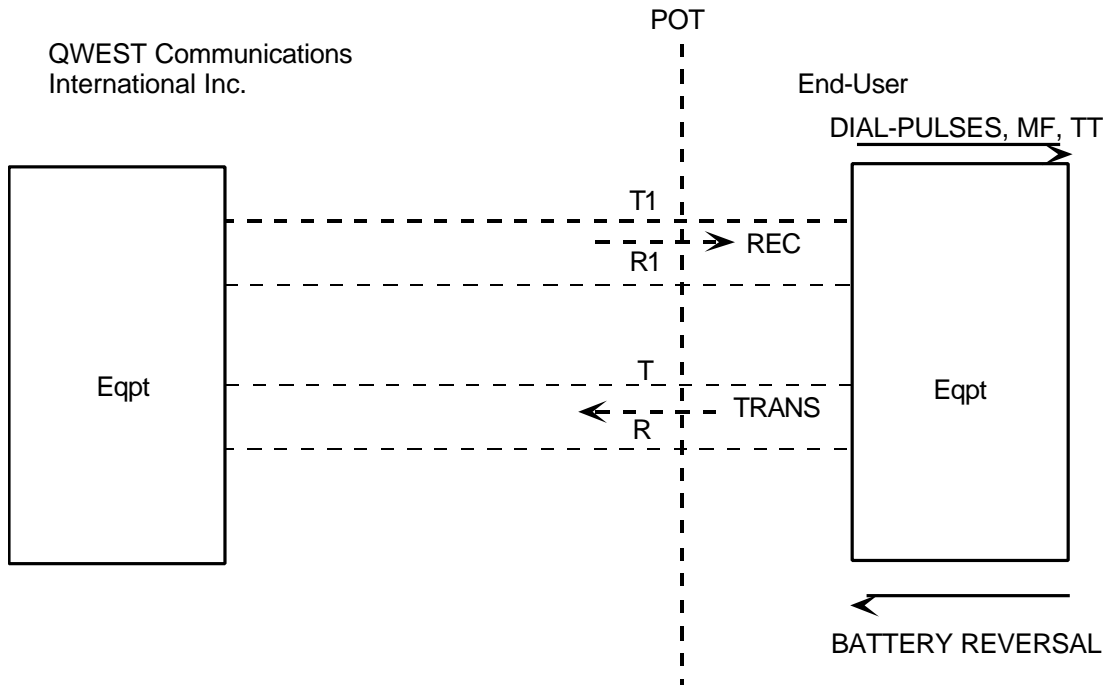 POT
QWEST Communications
International Inc.
End-User
DIAL-PULSES, MF, TT
T1
REC
R1
T
Eqpt
Eqpt
TRANS
R
BATTERY REVERSAL